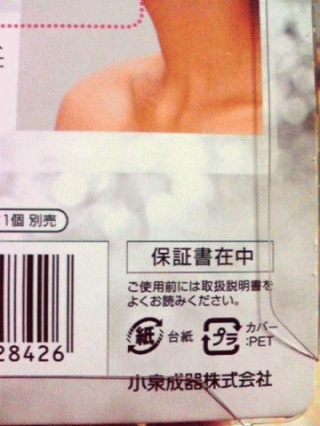 1個 別売
保証書在中
ご使用前には取扱説明書を
よくお読みください。
紙 台紙 プラ カバー
:PET
28426
小泉成器株式会社